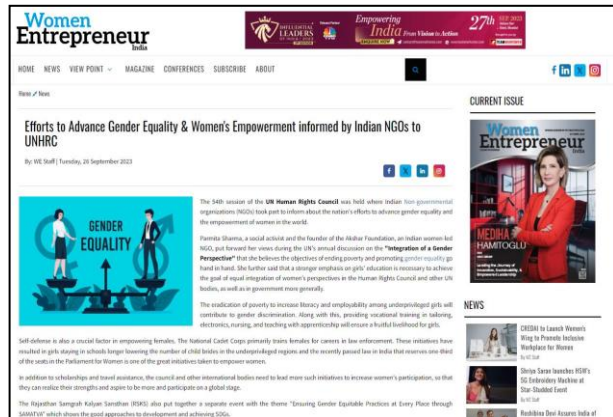 Women
Entrepreneur
India
INFLUENTIAL
LEADERS
Empowering
India From Vision to Action
27th SEP 2025
HOME NEWS VIEW POINT MAGAZINE CONFERENCES SUBSCRIBE ABOUT
Home News
Efforts to Advance Gender Equality & Women's Empowerment informed by Indian NGOs to
UNHRC
By: WE Staff | Tuesday, 26 September 2023
GENDER
EQUALITY
The 54th session of the UN Human Rights Council was held where indian Non-governmental
organizations (NGOs) took part to inform about the nation's efforts to advance gender equality and
the empowerment of women in the world.
Parmita Sharma, a social activist and the founder of the Akshar Foundation, an indian women-led
NGO, put forward her views during the UN's annual discussion on the "Integration of a Gender
Perspective" that she believes the objectives of ending poverty and promoting gender equality go
hand in hand. She further said that a stronger emphasis on girls' education is necessary to achieve
the goal of equal integration of women's perspectives in the Human Rights Council and other UN
bodies, as well as in government more generally.
The eradication of poverty to increase literacy and employability among underprivileged girls will
contribute to gender discrimination. Along with this, providing vocational training in tailoring,
electronics, nursing, and teaching with apprenticeship will ensure a fruitful livelihood for girls.
Self-defense is also a crucial factor in empowering females. The National Cadet Corps primarily trains females for careers in law enforcement. These initiatives have
resulted in girls staying in schools longer lowering the number of child brides in the underprivileged regions and the recently passed law in India that reserves one third
of the seats in the Parliament for Women is one of the great initiatives taken to empower women.
In addition to scholarships and travel assistance, the council and other international bodies need to lead more such initiatives to increase women's participation, so that
they can realize their strengths and aspire to be more and participate on a global stage.
The Rajasthan Samgrah Kalyan Sansthan (RSKS) also put together a separate event with the theme "Ensuring Gender Equitable Practices at Every Place through
SAMATVA" which shows the good approaches to development and achieving SDGs.
CURRENT ISSUE
Women
Entrepreneur
India
MEDIHA
HAMITOGLU
NEWS
CREDAI to Launch Women's
Wing to Promote Inclusive
Workplace for Women
By WE Staff
Shriya Saran launches HSW's
5G Embroidery Machine at
Star-Studded Event
By WE Staff